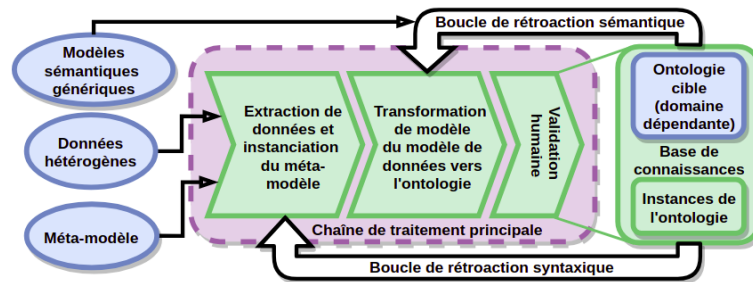 Boucle de rétroaction sémantique
Modèles
sémantiques
génériques
Données
hétérogènes
Méta-modèle
Extraction de
données et
instanciation
du méta-
modèle
Transformation
de modèle
du modèle de
données vers
l'ontologie
Validation
humaine
Chaîne de traitement principale
Ontologie
cible
(domaine
dépendante)
Base de
connaissances
Instances de
l'ontologie
Boucle de rétroaction syntaxique